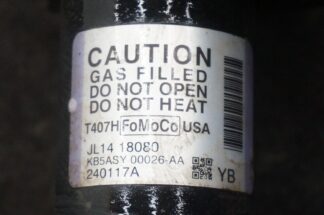 CAUTION
GAS FILLED
DO NOT OPEN
DO NOT HEAT
T407H FoMoCo USA
JL14 18080
KB5ASY 00026-AA
240117A YB